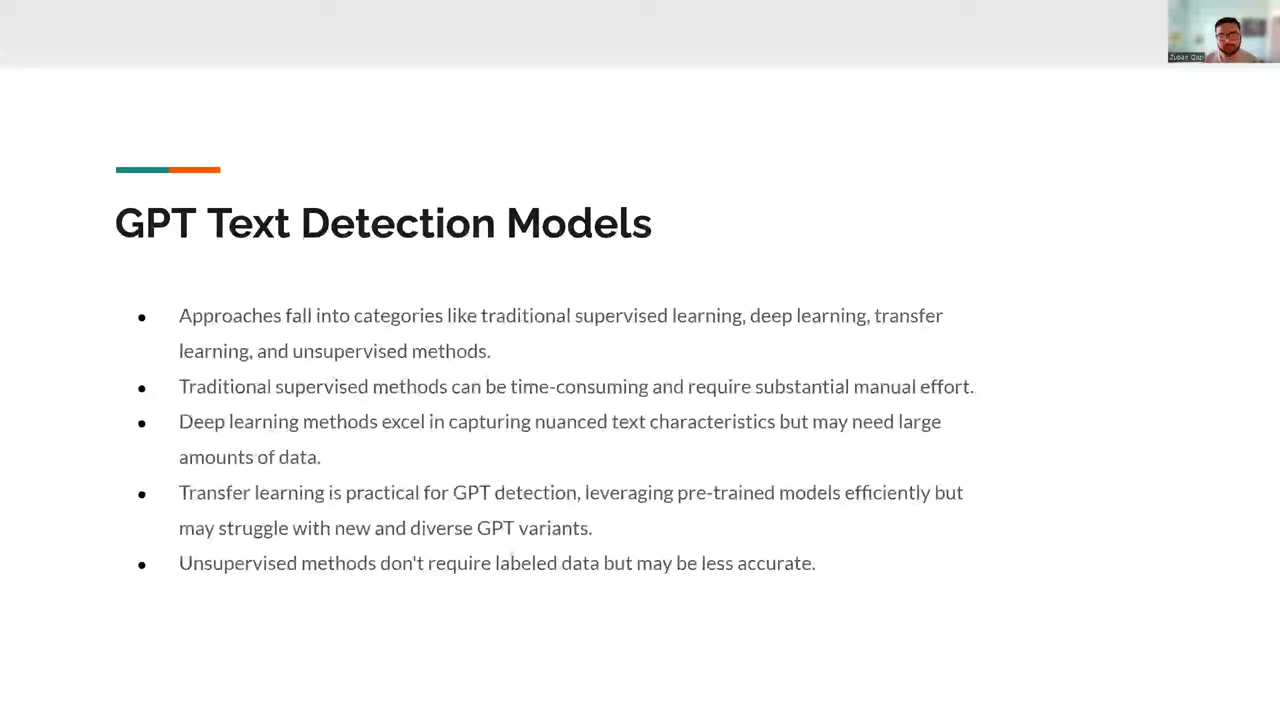 Zubair Qazi
GPT Text Detection Models
● Approaches fall into categories like traditional supervised learning, deep learning, transfer
learning, and unsupervised methods.
● Traditional supervised methods can be time-consuming and require substantial manual effort.
● Deep learning methods excel in capturing nuanced text characteristics but may need large
amounts of data.
● Transfer learning is practical for GPT detection, leveraging pre-trained models efficiently but
may struggle with new and diverse GPT variants.
● Unsupervised methods don't require labeled data but may be less accurate.